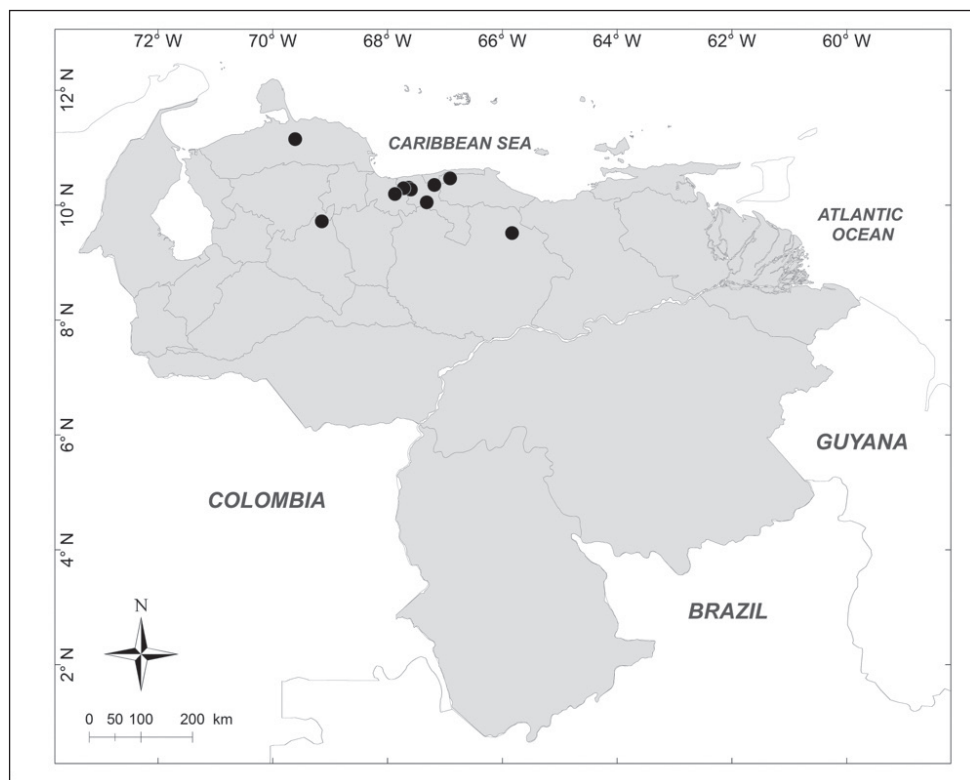 72° W 70° W 68° W 66° W 64° W 62° W 60° W
12° N
CARIBBEAN SEA
10° N
ATLANTIC
OCEAN
8° N
6° N
GUYANA
COLOMBIA
4° N
BRAZIL
N
2° N
0 50 100 200 km